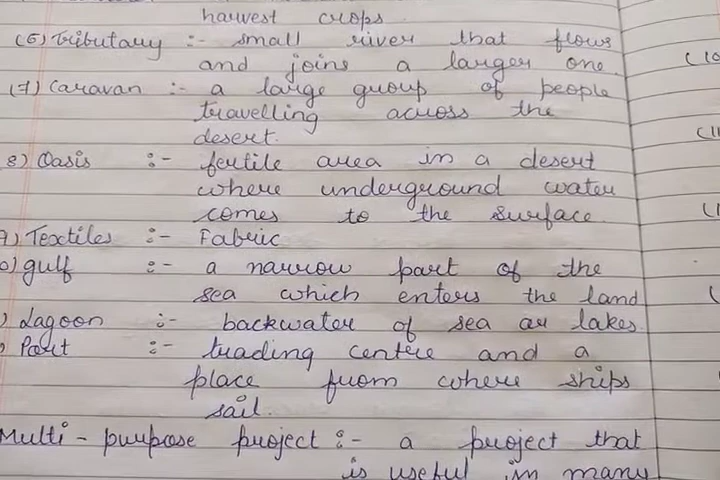 harvest crops.
(6) Tributary :- small river that flows
and joins a larger one.
(7) Caravan :- a large group of people
travelling across the
desert.
8) Oasis :- fertile area in a desert
where underground water
comes to the surface.
9) Textiles :- Fabric
0) gulf :- a narrow part of the
sea which enters the land
) Lagoon :- backwater of sea or lakes.
) Port :- trading centre and a
place from where ships
sail.
Multi-purpose project :- a project that
is useful in many